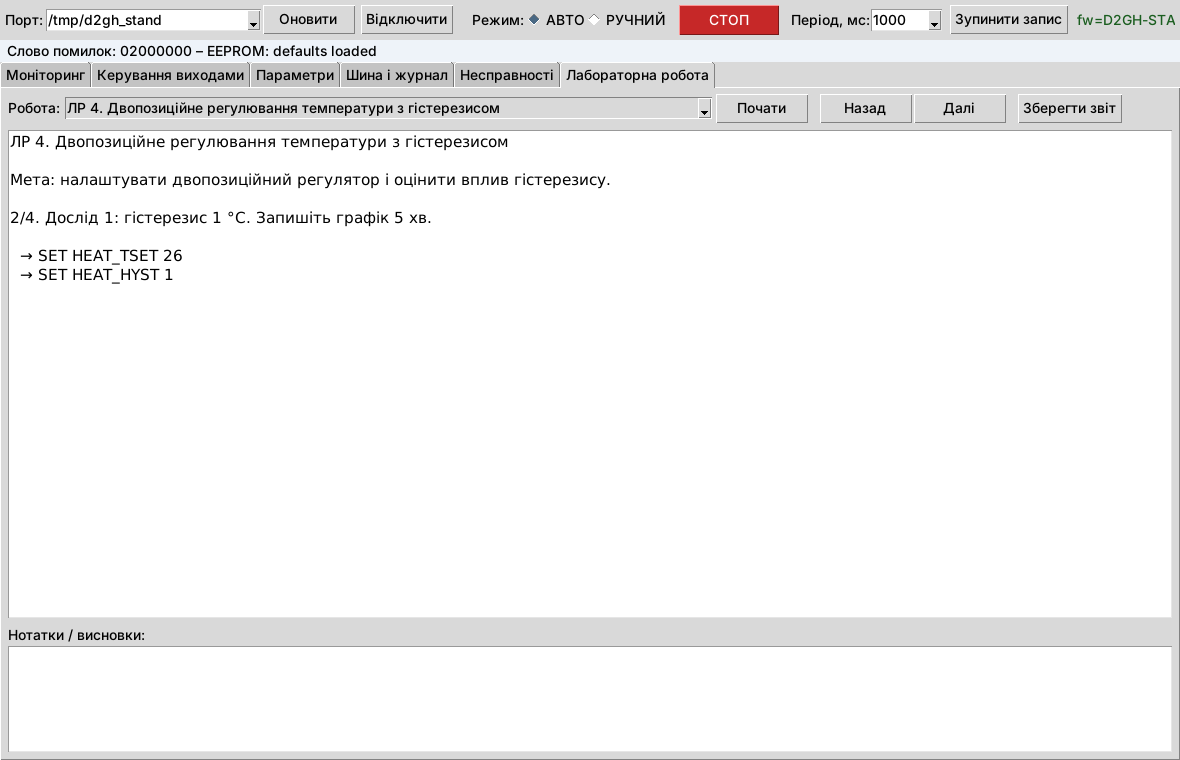 Порт: /tmp/d2gh_stand Оновити Відключити Режим: АВТО РУЧНИЙ СТОП Період, мс: 1000 Зупинити запис fw=D2GH-STA
Слово помилок: 02000000 – EEPROM: defaults loaded
Моніторинг Керування виходами Параметри Шина і журнал Несправності Лабораторна робота
Робота: ЛР 4. Двопозиційне регулювання температури з гістерезисом Почати Назад Далі Зберегти звіт
ЛР 4. Двопозиційне регулювання температури з гістерезисом
Мета: налаштувати двопозиційний регулятор і оцінити вплив гістерезису.
2/4. Дослід 1: гістерезис 1 °C. Запишіть графік 5 хв.
→ SET HEAT_TSET 26
→ SET HEAT_HYST 1
Нотатки / висновки: